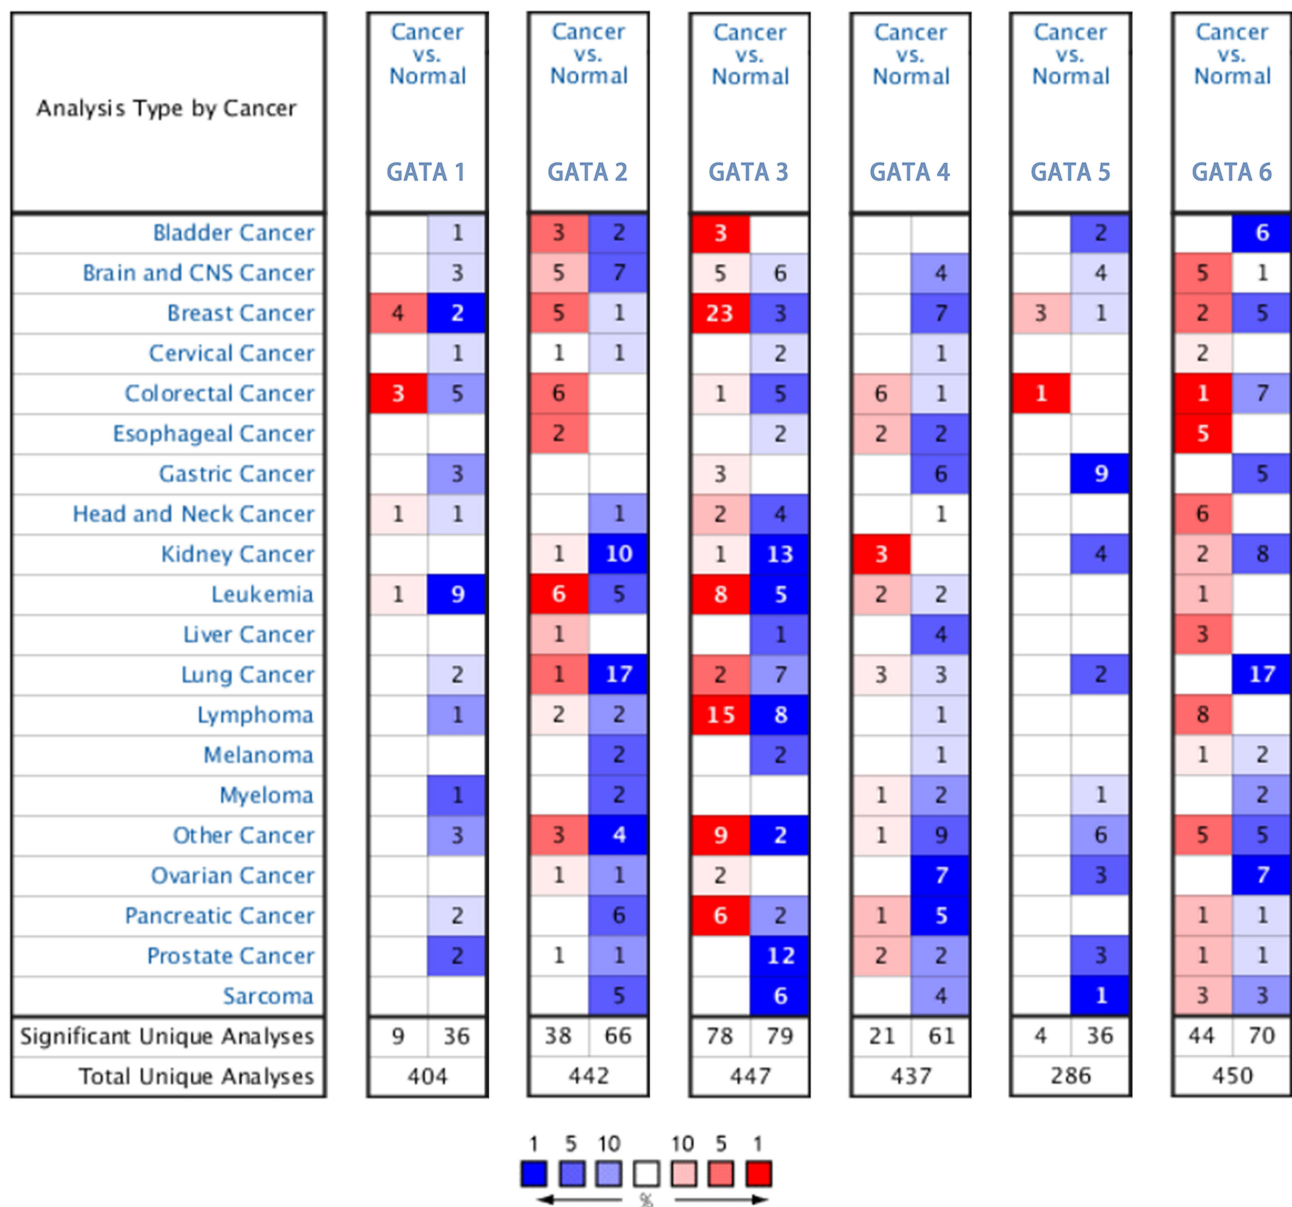 Analysis Type by Cancer
Cancer Cancer Cancer Cancer Cancer Cancer
vs. vs. vs. vs. vs. vs.
Normal Normal Normal Normal Normal Normal
GATA 1 GATA 2 GATA 3 GATA 4 GATA 5 GATA 6
Bladder Cancer 1 3 2 3 2 6
Brain and CNS Cancer 3 5 7 5 6 4 4 5 1
Breast Cancer 4 2 5 1 23 3 7 3 1 2 5
Cervical Cancer 1 1 1 2 1 2
Colorectal Cancer 3 5 6 1 5 6 1 1 1 7
Esophageal Cancer 2 2 2 2 5
Gastric Cancer 3 3 6 9 5
Head and Neck Cancer 1 1 1 2 4 1 6
Kidney Cancer 1 10 1 13 3 4 2 8
Leukemia 1 9 6 5 8 5 2 2 1
Liver Cancer 1 1 4 3
Lung Cancer 2 1 17 2 7 3 3 2 17
Lymphoma 1 2 2 15 8 1 8
Melanoma 2 2 1 1 2
Myeloma 1 2 1 2 1 2
Other Cancer 3 3 4 9 2 1 9 6 5 5
Ovarian Cancer 1 1 2 7 3 7
Pancreatic Cancer 2 6 6 2 1 5 1 1
Prostate Cancer 2 1 1 12 2 2 3 1 1
Sarcoma 5 6 4 1 3 3
Significant Unique Analyses 9 36 38 66 78 79 21 61 4 36 44 70
Total Unique Analyses 404 442 447 437 286 450
1 5 10 10 5 1
%